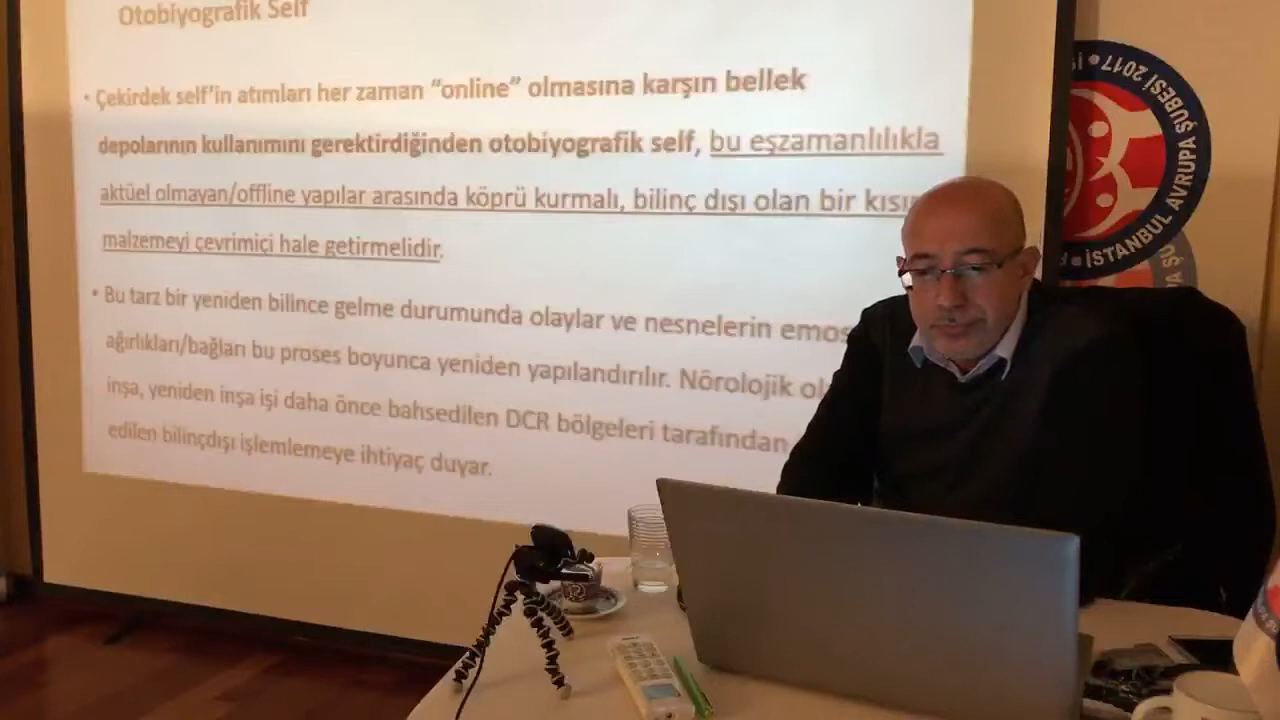 Otobiyografik Self
• Çekirdek self'in atımları her zaman “online” olmasına karşın bellek
depolarının kullanımını gerektirdiğinden otobiyografik self, bu eşzamanlılıkla
aktüel olmayan/offline yapılar arasında köprü kurmalı, bilinç dışı olan bir
malzemeyi çevrimiçi hale getirmelidir.
• Bu tarz bir yeniden bilince gelme durumunda olaylar ve nesnelerin
ağırlıkları/bağları bu proses boyunca yeniden yapılandırılır. Nörolojik
inşa, yeniden inşa işi daha önce bahsedilen DCR bölgeleri tarafından
edilen bilinçdışı işlemlemeye ihtiyaç duyar.
2017 • İSTANBUL AVRUPA ŞUBESİ